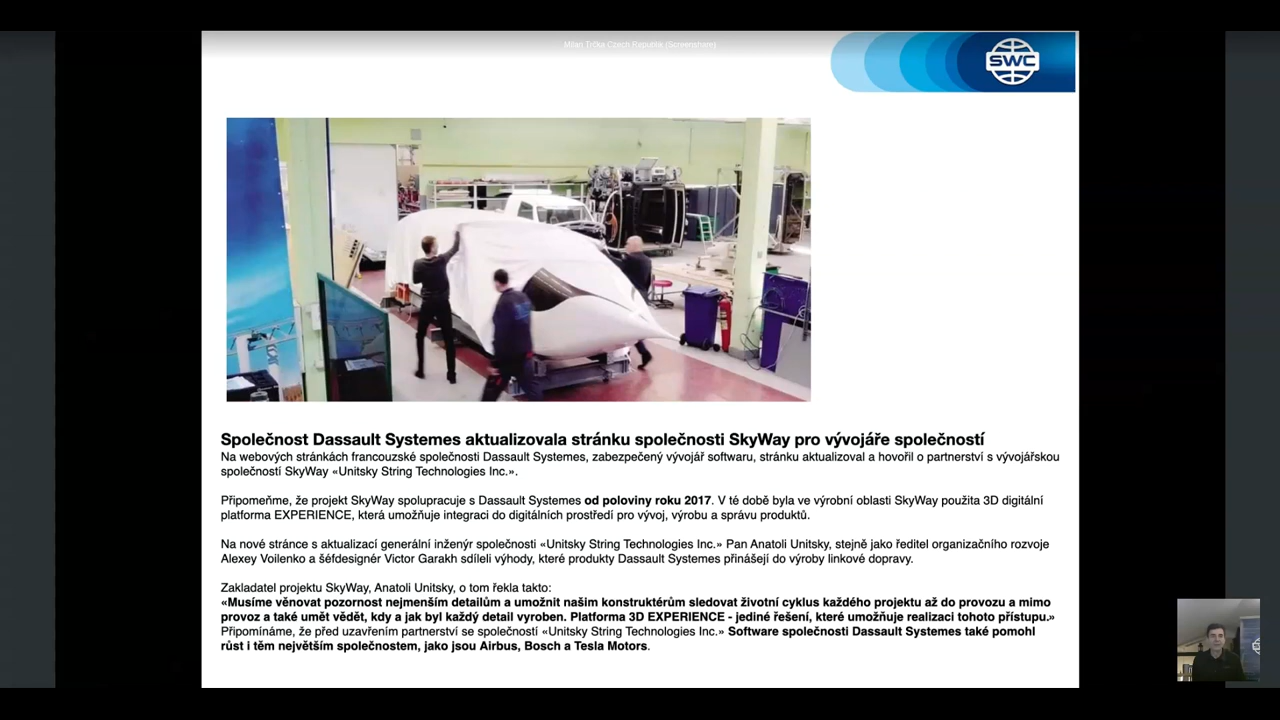 Milan Trčka Czech Republic (Screenshare)
SWC
Společnost Dassault Systemes aktualizovala stránku společnosti SkyWay pro vývojáře společností
Na webových stránkách francouzské společnosti Dassault Systemes, zabezpečený vývojář softwaru, stránku aktualizoval a hovořil o partnerství s vývojářskou
společností SkyWay «Unitsky String Technologies Inc.».
Připomeňme, že projekt SkyWay spolupracuje s Dassault Systemes od poloviny roku 2017. V té době byla ve výrobní oblasti SkyWay použita 3D digitální
platforma EXPERIENCE, která umožňuje integraci do digitálních prostředí pro vývoj, výrobu a správu produktů.
Na nové stránce s aktualizací generální inženýr společnosti «Unitsky String Technologies Inc.» Pan Anatoli Unitsky, stejně jako ředitel organizačního rozvoje
Alexey Voilenko a šéfdesignér Victor Garakh sdíleli výhody, které produkty Dassault Systemes přinášejí do výroby linkové dopravy.
Zakladatel projektu SkyWay, Anatoli Unitsky, o tom řekla takto:
«Musíme věnovat pozornost nejmenším detailům a umožnit našim konstruktérům sledovat životní cyklus každého projektu až do provozu a mimo
provoz a také umět vědět, kdy a jak byl každý detail vyroben. Platforma 3D EXPERIENCE - jediné řešení, které umožňuje realizaci tohoto přístupu.»
Připomínáme, že před uzavřením partnerství se společností «Unitsky String Technologies Inc.» Software společnosti Dassault Systemes také pomohl
růst i těm největším společnostem, jako jsou Airbus, Bosch a Tesla Motors.